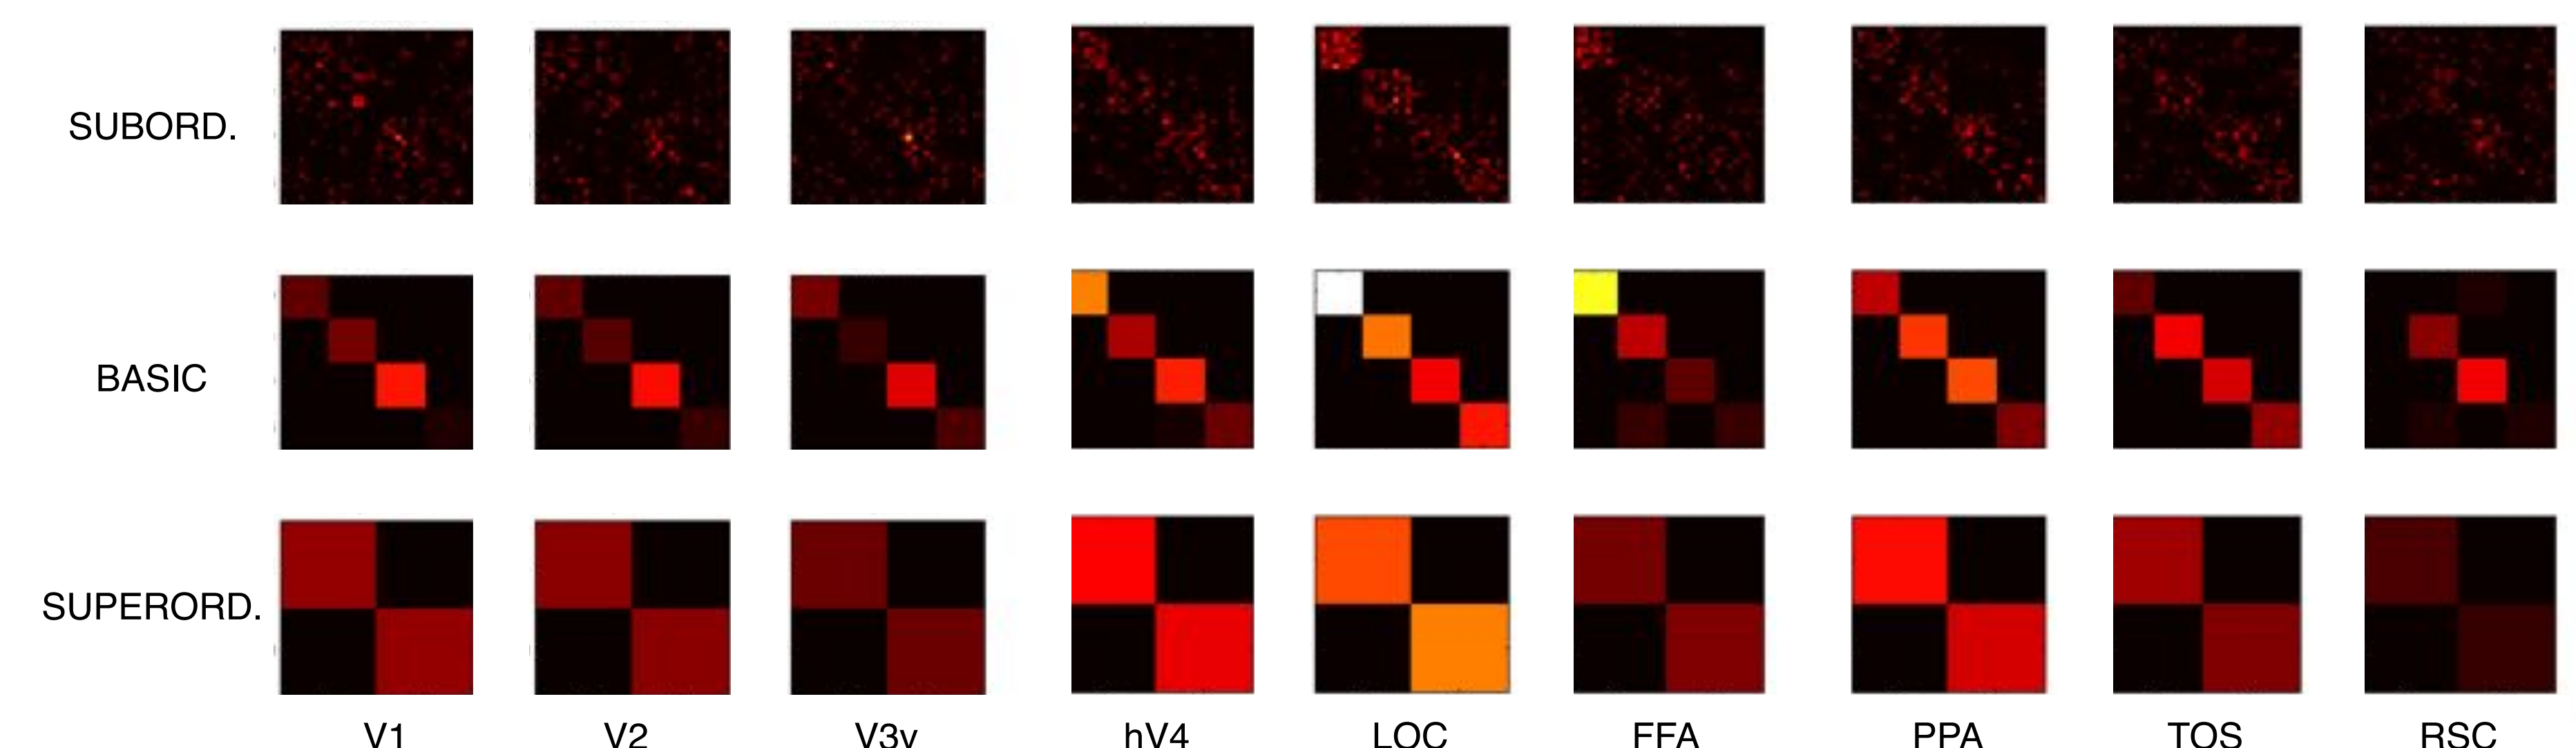 SUBORD.
BASIC
SUPERORD.
V1 V2 V3v hV4 LOC FFA PPA TOS RSC